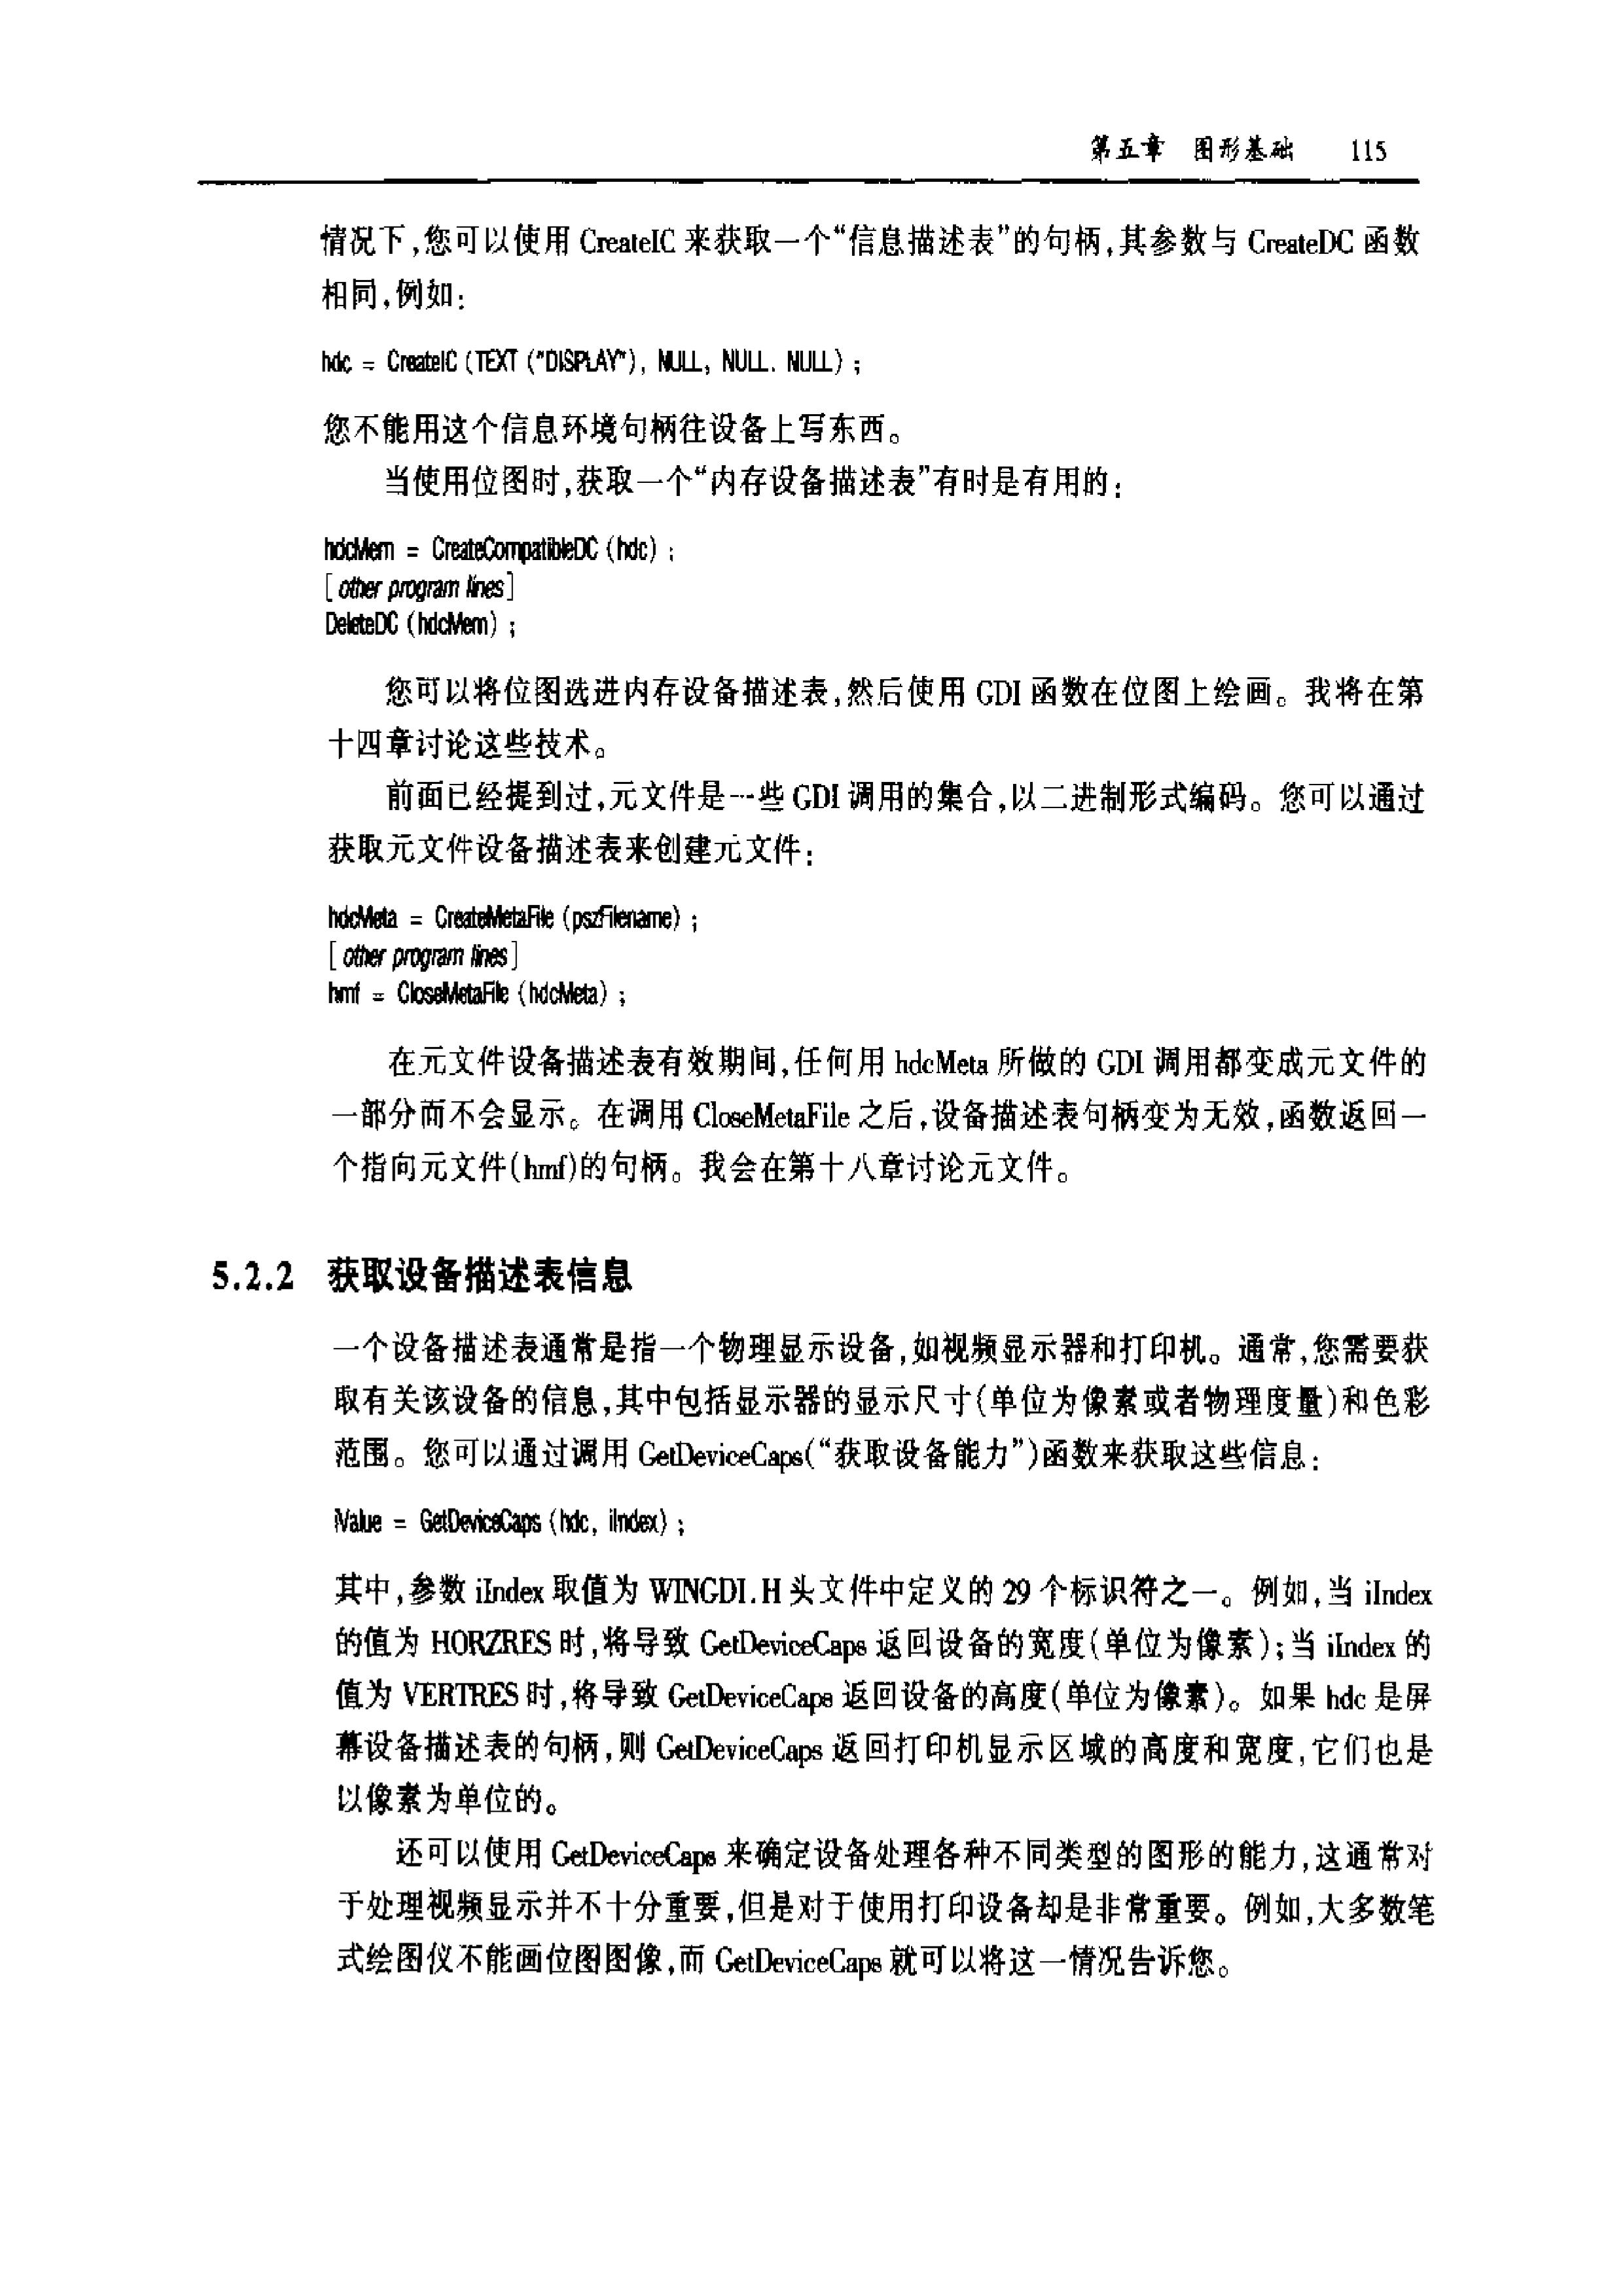 第五章 图形基础 115
情况下,您可以使用 CreateIC 来获取一个“信息描述表”的句柄,其参数与 CreateDC 函数
相同,例如:
hdc = CreateIC (TEXT ("DISPLAY"), NULL, NULL. NULL) ;
您不能用这个信息环境句柄往设备上写东西。
当使用位图时,获取一个“内存设备描述表”有时是有用的:
hdcMem = CreateCompatibleDC (hdc) ;
[other program lines]
DeleteDC (hdcMem) ;
您可以将位图选进内存设备描述表,然后使用 GDI 函数在位图上绘画。我将在第
十四章讨论这些技术。
前面已经提到过,元文件是一些 GDI 调用的集合,以二进制形式编码。您可以通过
获取元文件设备描述表来创建元文件:
hdcMeta = CreateMetaFile (pszFilename) ;
[other program lines]
hmf = CloseMetaFile (hdcMeta) ;
在元文件设备描述表有效期间,任何用 hdcMeta 所做的 GDI 调用都变成元文件的
一部分而不会显示。在调用 CloseMetaFile 之后,设备描述表句柄变为无效,函数返回一
个指向元文件(hmf)的句柄。我会在第十八章讨论元文件。
5.2.2 获取设备描述表信息
一个设备描述表通常是指一个物理显示设备,如视频显示器和打印机。通常,您需要获
取有关该设备的信息,其中包括显示器的显示尺寸(单位为像素或者物理度量)和色彩
范围。您可以通过调用 GetDeviceCaps(“获取设备能力”)函数来获取这些信息:
iValue = GetDeviceCaps (hdc, iIndex) ;
其中,参数 iIndex 取值为 WINGDI.H 头文件中定义的 29 个标识符之一。例如,当 iIndex
的值为 HORZRES 时,将导致 GetDeviceCaps 返回设备的宽度(单位为像素);当 iIndex 的
值为 VERTRES 时,将导致 GetDeviceCaps 返回设备的高度(单位为像素)。如果 hdc 是屏
幕设备描述表的句柄,则 GetDeviceCaps 返回打印机显示区域的高度和宽度,它们也是
以像素为单位的。
还可以使用 GetDeviceCaps 来确定设备处理各种不同类型的图形的能力,这通常对
于处理视频显示并不十分重要,但是对于使用打印设备却是非常重要。例如,大多数笔
式绘图仪不能画位图图像,而 GetDeviceCaps 就可以将这一情况告诉您。